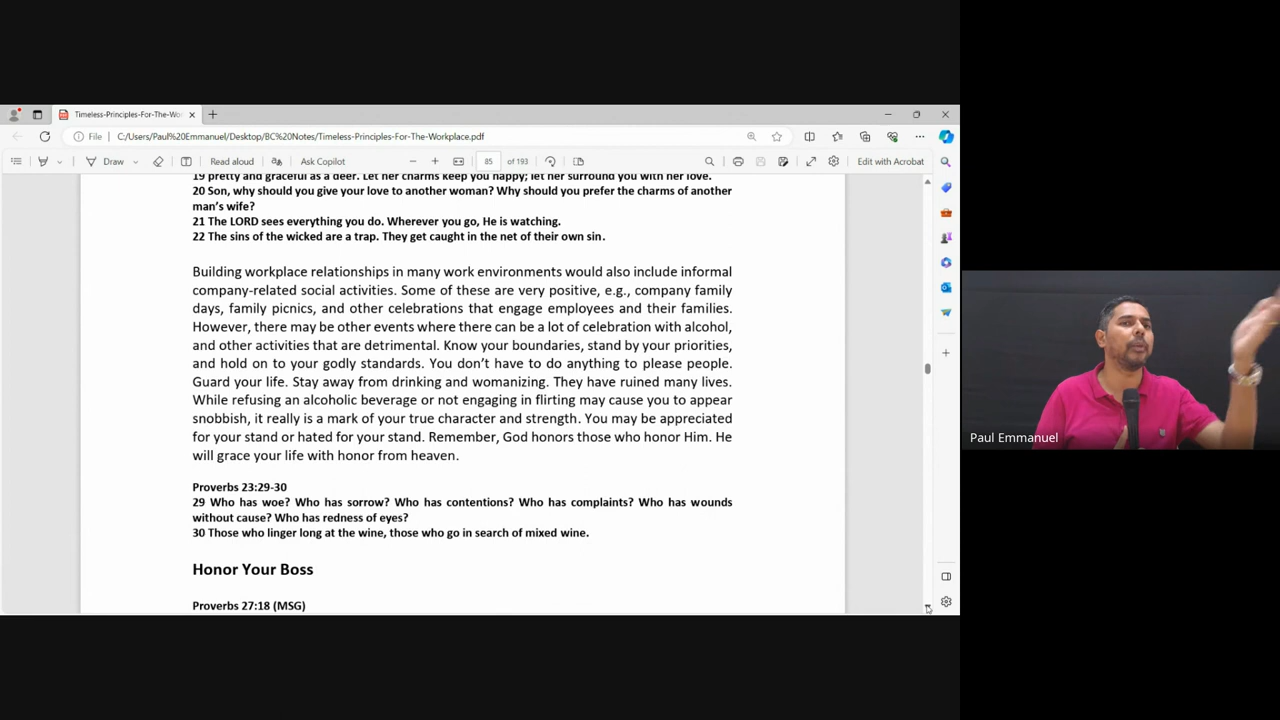 Timeless-Principles-For-The-Wo
File C:/Users/Paul%20Emmanuel/Desktop/BC%20Notes/Timeless-Principles-For-The-Workplace.pdf
Draw Read aloud Ask Copilot 85 of 193 Edit with Acrobat
19 pretty and graceful as a deer. Let her charms keep you happy; let her surround you with her love.
20 Son, why should you give your love to another woman? Why should you prefer the charms of another
man's wife?
21 The LORD sees everything you do. Wherever you go, He is watching.
22 The sins of the wicked are a trap. They get caught in the net of their own sin.
Building workplace relationships in many work environments would also include informal
company-related social activities. Some of these are very positive, e.g., company family
days, family picnics, and other celebrations that engage employees and their families.
However, there may be other events where there can be a lot of celebration with alcohol,
and other activities that are detrimental. Know your boundaries, stand by your priorities,
and hold on to your godly standards. You don't have to do anything to please people.
Guard your life. Stay away from drinking and womanizing. They have ruined many lives.
While refusing an alcoholic beverage or not engaging in flirting may cause you to appear
snobbish, it really is a mark of your true character and strength. You may be appreciated
for your stand or hated for your stand. Remember, God honors those who honor Him. He
will grace your life with honor from heaven.
Proverbs 23:29-30
29 Who has woe? Who has sorrow? Who has contentions? Who has complaints? Who has wounds
without cause? Who has redness of eyes?
30 Those who linger long at the wine, those who go in search of mixed wine.
Honor Your Boss
Proverbs 27:18 (MSG)
Paul Emmanuel